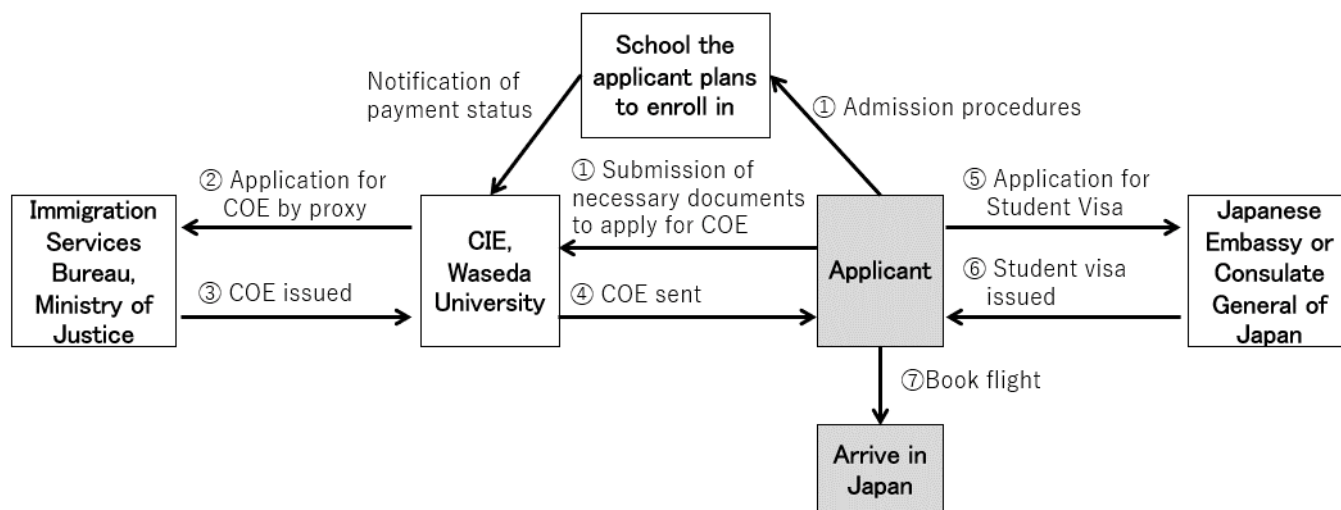 School the
applicant plans
to enroll in
Notification of
payment status
① Admission procedures
② Application for
COE by proxy
① Submission of
necessary documents
to apply for COE
⑤ Application for
Student Visa
Immigration
Services
Bureau,
Ministry of
Justice
CIE,
Waseda
University
Applicant
Japanese
Embassy or
Consulate
General of
Japan
③ COE issued
④ COE sent
⑥ Student visa
issued
⑦Book flight
Arrive in
Japan